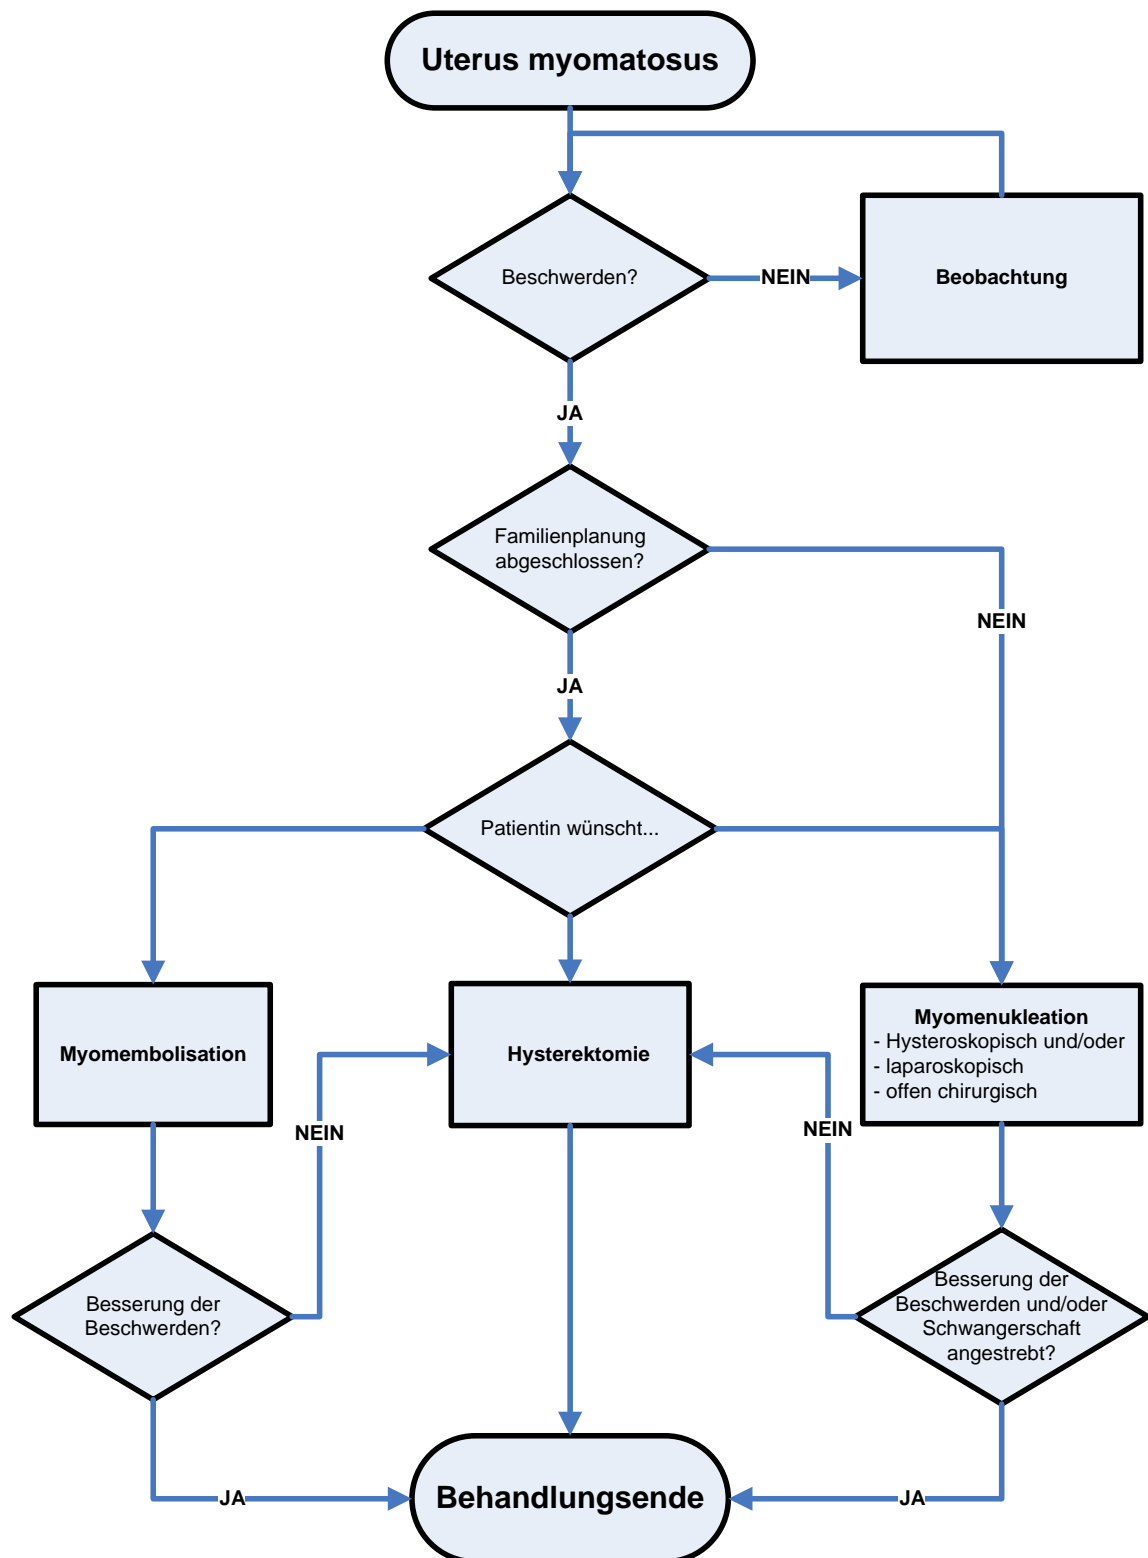 Uterus myomatosus
Beschwerden?
NEIN
Beobachtung
JA
Familienplanung
abgeschlossen?
NEIN
JA
Patientin wünscht...
Myomembolisation
Hysterektomie
Myomenukleation
- Hysteroskopisch und/oder
- laparoskopisch
- offen chirurgisch
NEIN
NEIN
Besserung der
Beschwerden?
Besserung der
Beschwerden und/oder
Schwangerschaft
angestrebt?
JA
Behandlungsende
JA